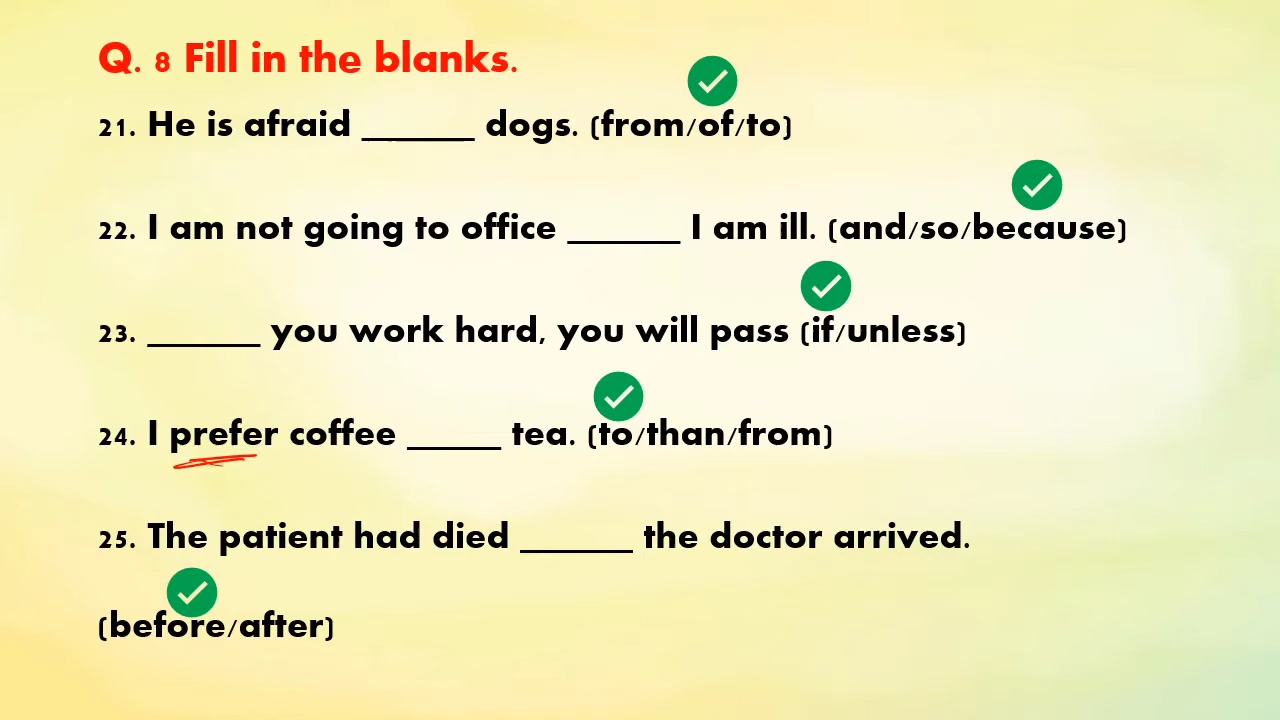 Q. 8 Fill in the blanks.
21. He is afraid ______ dogs. (from/of/to)
22. I am not going to office ______ I am ill. (and/so/because)
23. ______ you work hard, you will pass (if/unless)
24. I prefer coffee _____ tea. (to/than/from)
25. The patient had died ______ the doctor arrived.
(before/after)